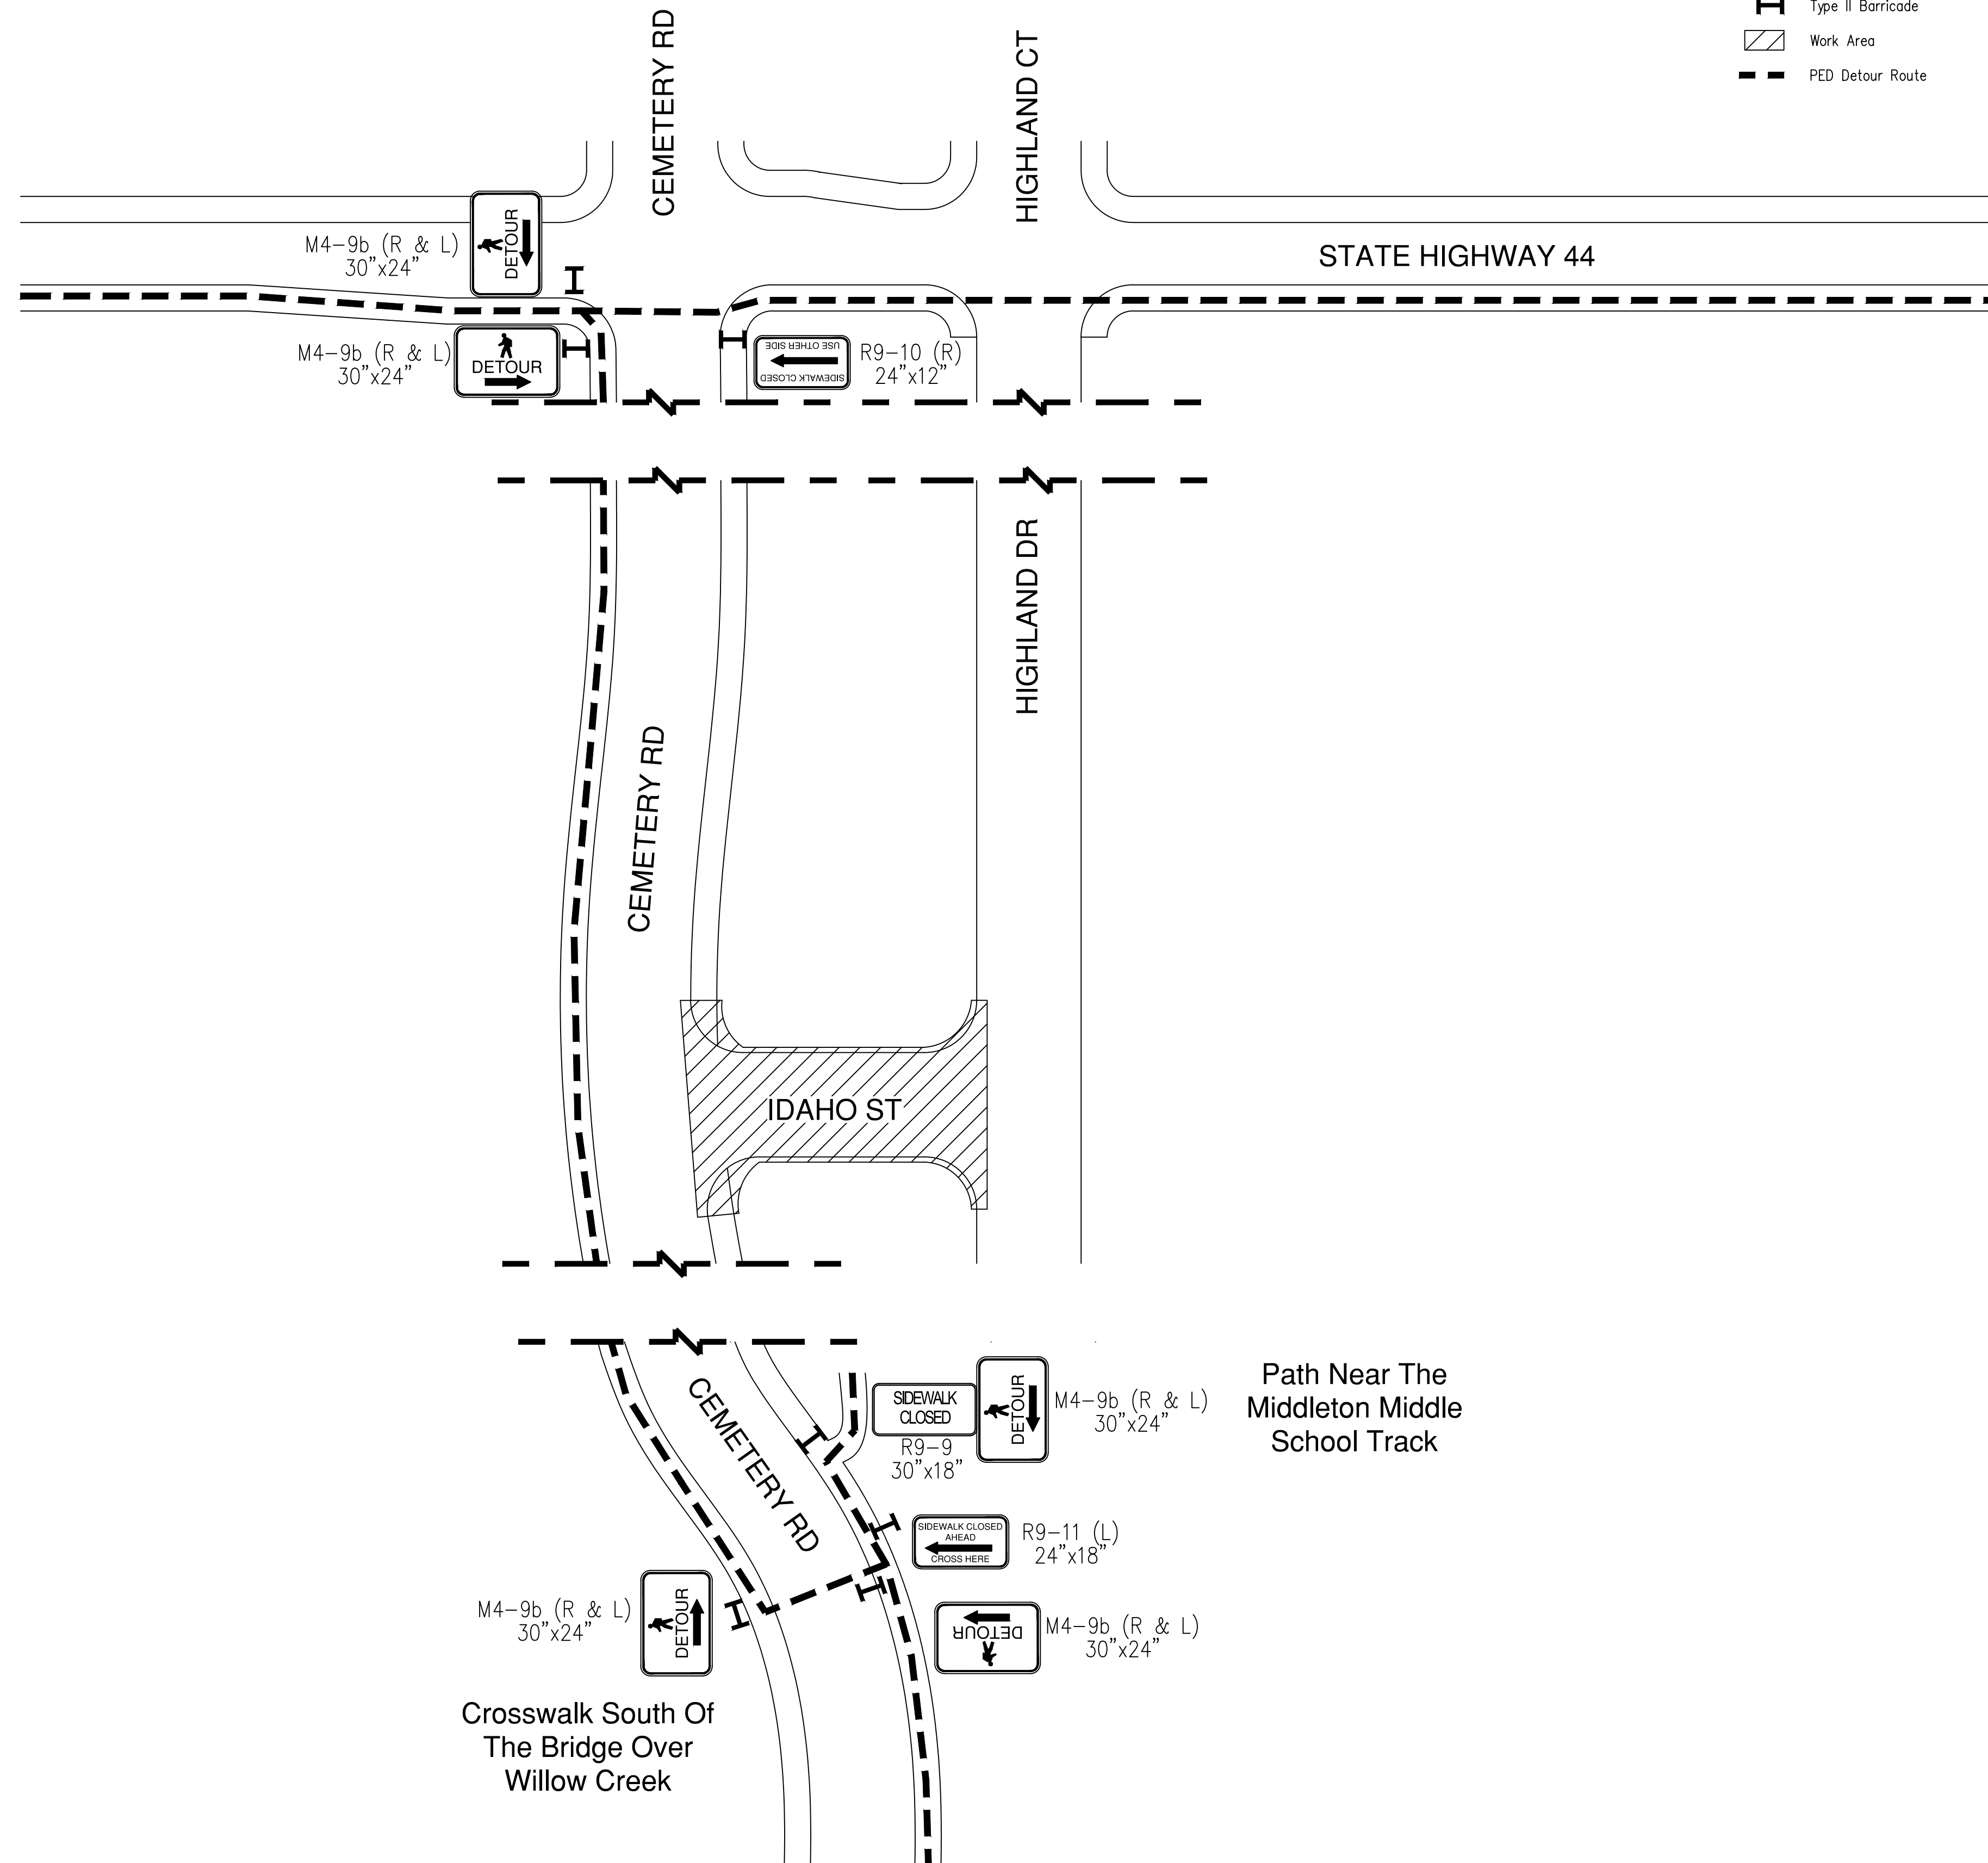 Type II Barricade
Work Area
PED Detour Route
CEMETERY RD
HIGHLAND CT
STATE HIGHWAY 44
M4-9b (R & L)
30"x24"
DETOUR
M4-9b (R & L)
30"x24"
DETOUR
USE OTHER SIDE
SIDEWALK CLOSED
R9-10 (R)
24"x12"
HIGHLAND DR
CEMETERY RD
IDAHO ST
CEMETERY RD
SIDEWALK
CLOSED
R9-9
30"x18"
DETOUR
M4-9b (R & L)
30"x24"
Path Near The
Middleton Middle
School Track
SIDEWALK CLOSED
AHEAD
CROSS HERE
R9-11 (L)
24"x18"
M4-9b (R & L)
30"x24"
DETOUR
DETOUR
M4-9b (R & L)
30"x24"
Crosswalk South Of
The Bridge Over
Willow Creek